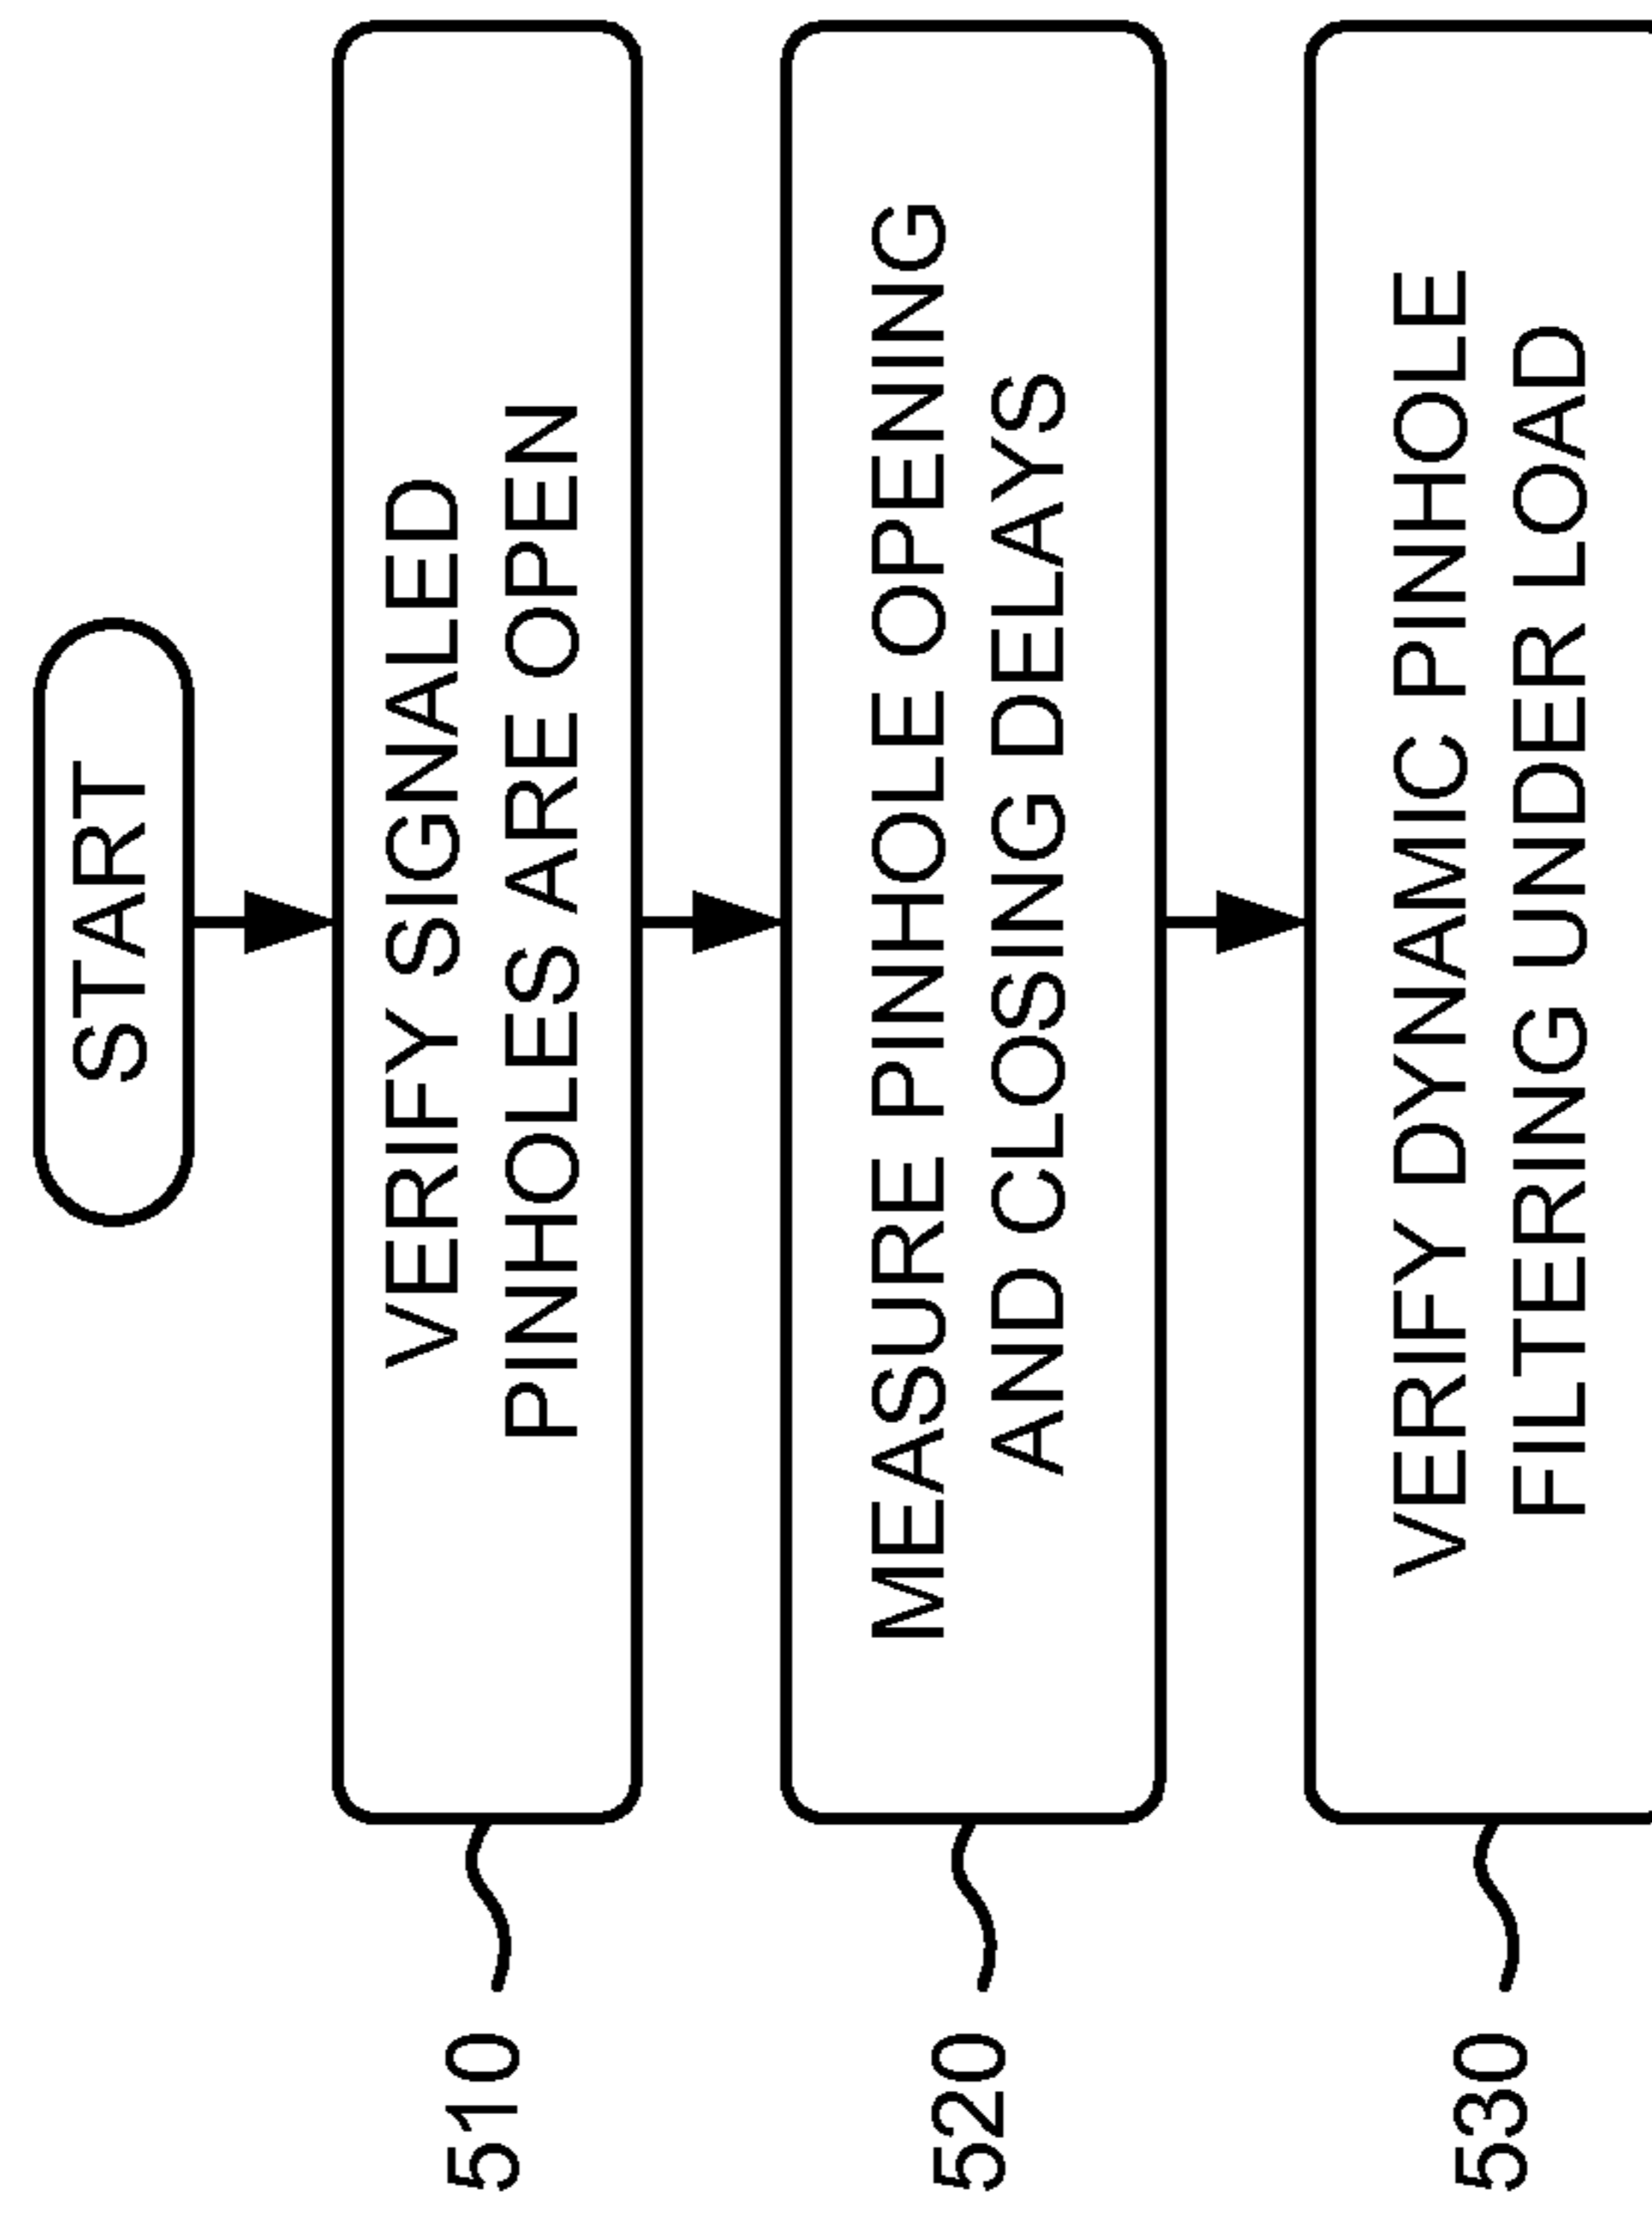 START
510
VERIFY SIGNALED
PINHOLES ARE OPEN
520
MEASURE PINHOLE OPENING
AND CLOSING DELAYS
530
VERIFY DYNAMIC PINHOLE
FILTERING UNDER LOAD